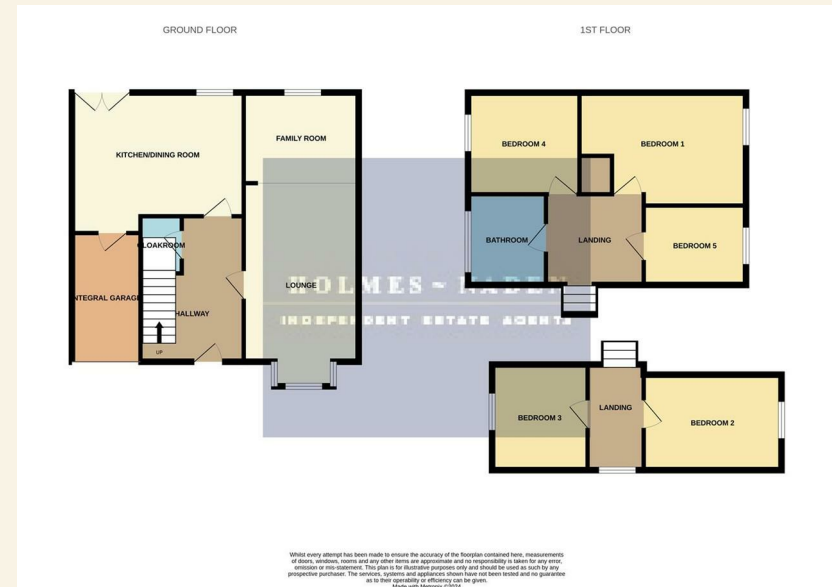 GROUND FLOOR
1ST FLOOR
KITCHEN/DINING ROOM
FAMILY ROOM
CLOAKROOM
INTEGRAL GARAGE
HALLWAY
LOUNGE
UP
BEDROOM 4
BEDROOM 1
BATHROOM
LANDING
BEDROOM 5
HOLMES ~ NADEN
INDEPENDENT ESTATE AGENTS
BEDROOM 3
LANDING
BEDROOM 2
Whilst every attempt has been made to ensure the accuracy of the floorplan contained here, measurements
of doors, windows, rooms and any other items are approximate and no responsibility is taken for any error,
omission or mis-statement. This plan is for illustrative purposes only and should be used as such by any
prospective purchaser. The services, systems and appliances shown have not been tested and no guarantee
as to their operability or efficiency can be given.
Made with Metropix ©2024